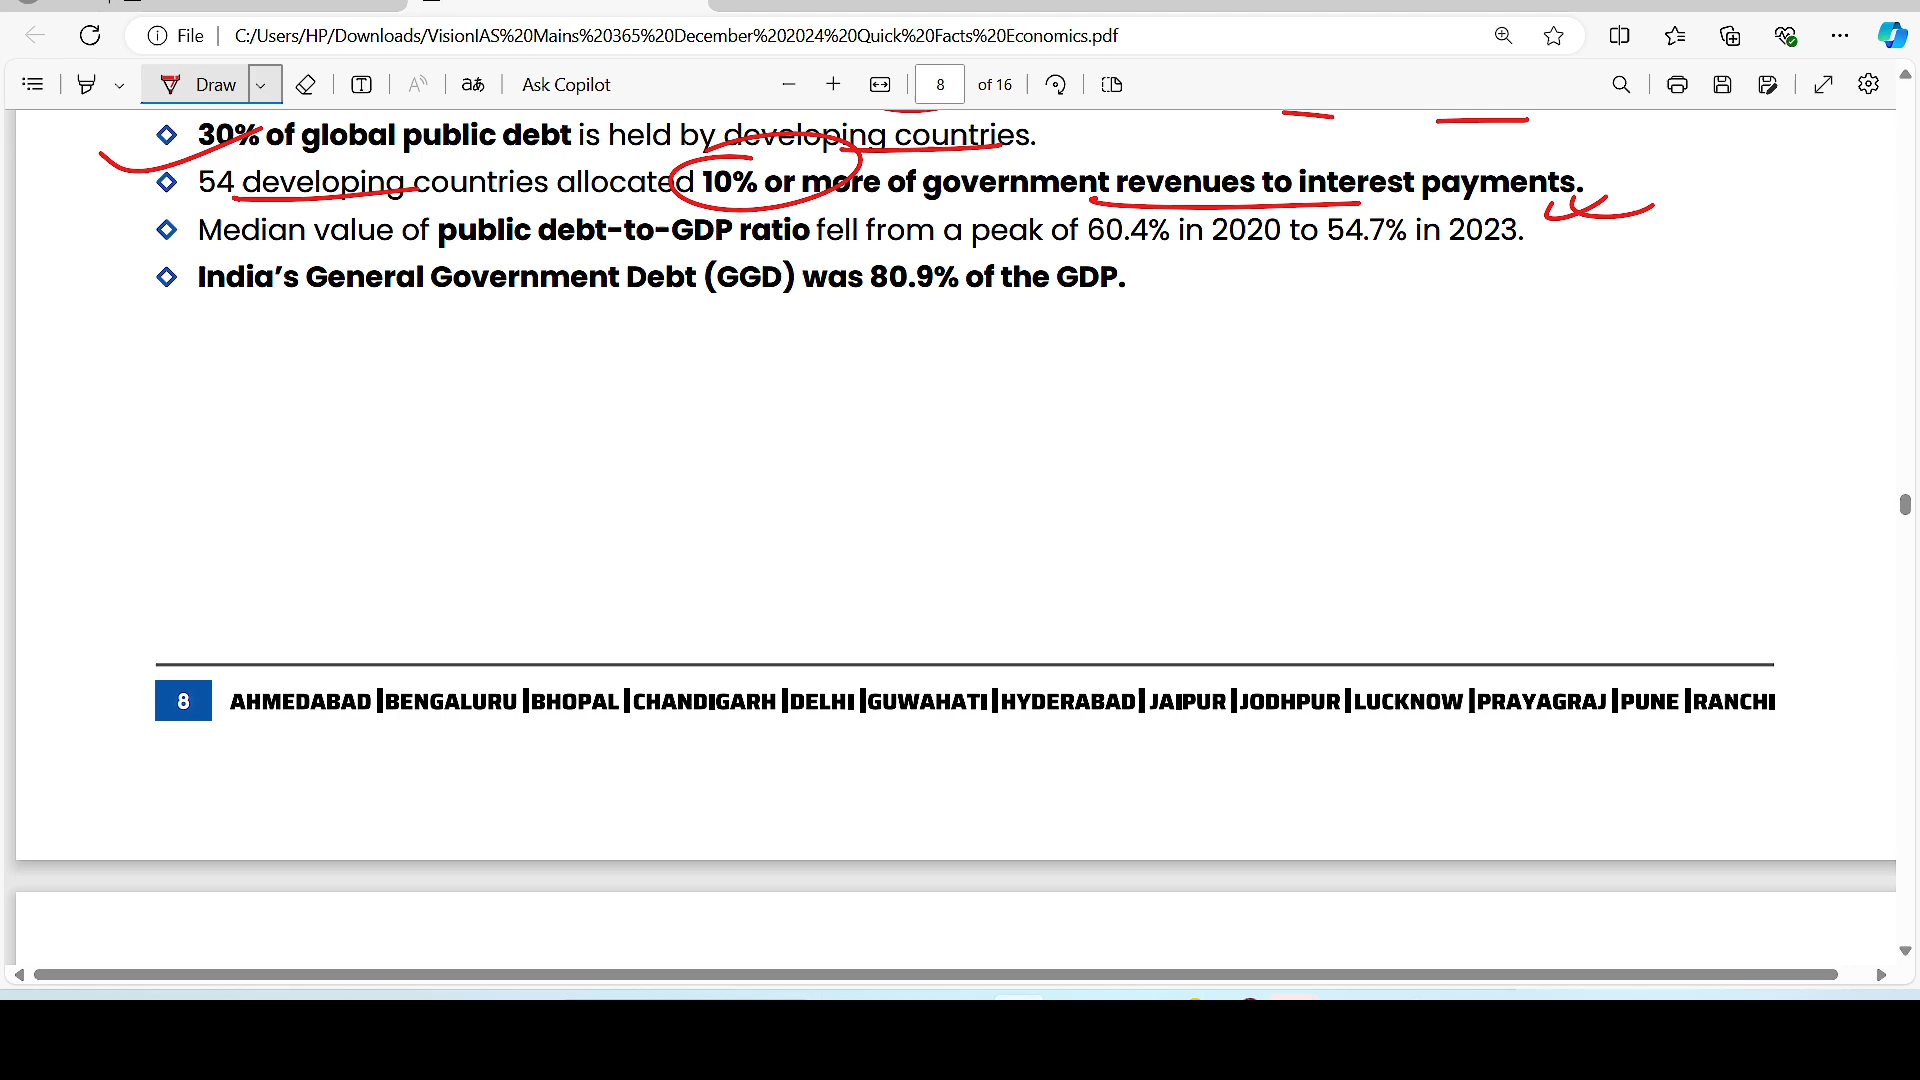 File
C:/Users/HP/Downloads/VisionIAS%20Mains%20365%20December%202024%20Quick%20Facts%20Economics.pdf
Draw
aあ
Ask Copilot
8 of 16
30% of global public debt is held by developing countries.
54 developing countries allocated 10% or more of government revenues to interest payments.
Median value of public debt-to-GDP ratio fell from a peak of 60.4% in 2020 to 54.7% in 2023.
India's General Government Debt (GGD) was 80.9% of the GDP.
8 AHMEDABAD |BENGALURU |BHOPAL |CHANDIGARH |DELHI |GUWAHATI |HYDERABAD| JAIPUR |JODHPUR |LUCKNOW |PRAYAGRAJ |PUNE |RANCHI